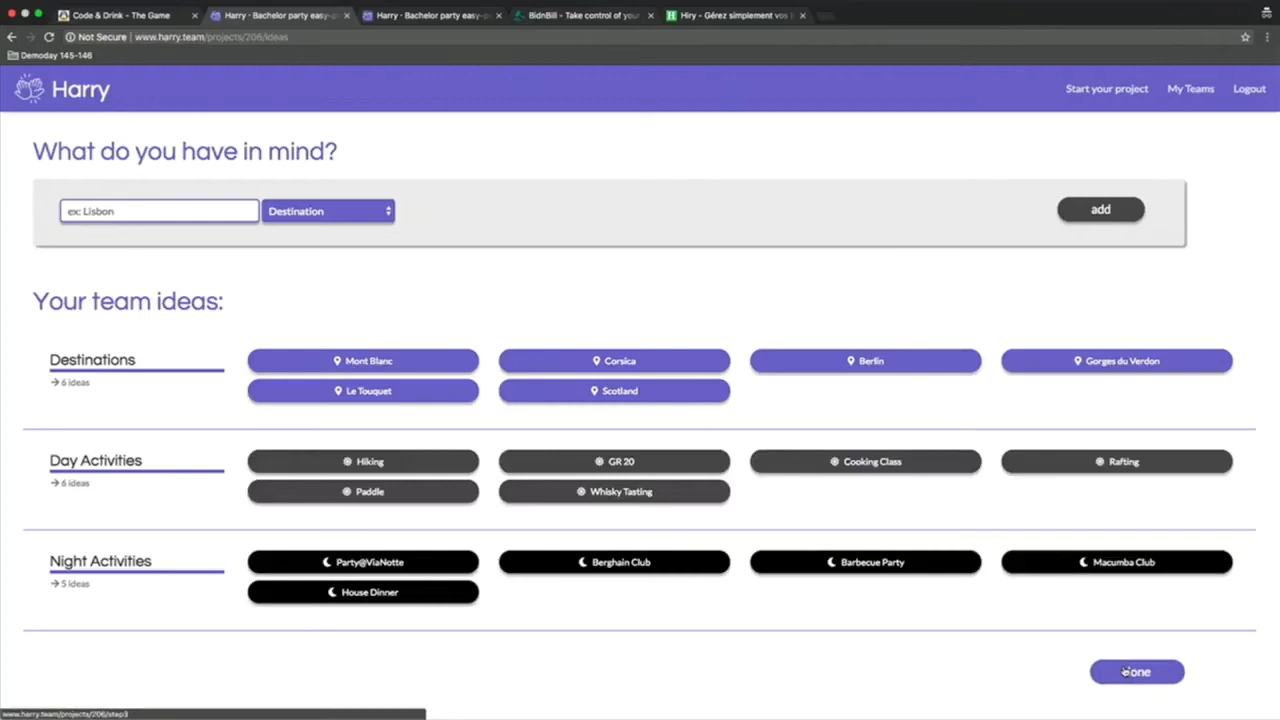 Code & Drink - The Game
Harry - Bachelor party easy-p
Harry - Bachelor party easy-p
BidnBill - Take control of your
Hiry - Gérez simplement vos
Not Secure | www.harry.team/projects/206/ideas
Demoday 145-146
Harry
Start your project
My Teams
Logout
What do you have in mind?
ex: Lisbon
Destination
add
Your team ideas:
Destinations
6 ideas
Mont Blanc
Corsica
Berlin
Gorges du Verdon
Le Touquet
Scotland
Day Activities
6 ideas
Hiking
GR 20
Cooking Class
Rafting
Paddle
Whisky Tasting
Night Activities
5 ideas
Party@ViaNotte
Berghain Club
Barbecue Party
Macumba Club
House Dinner
www.harry.team/projects/206/step3